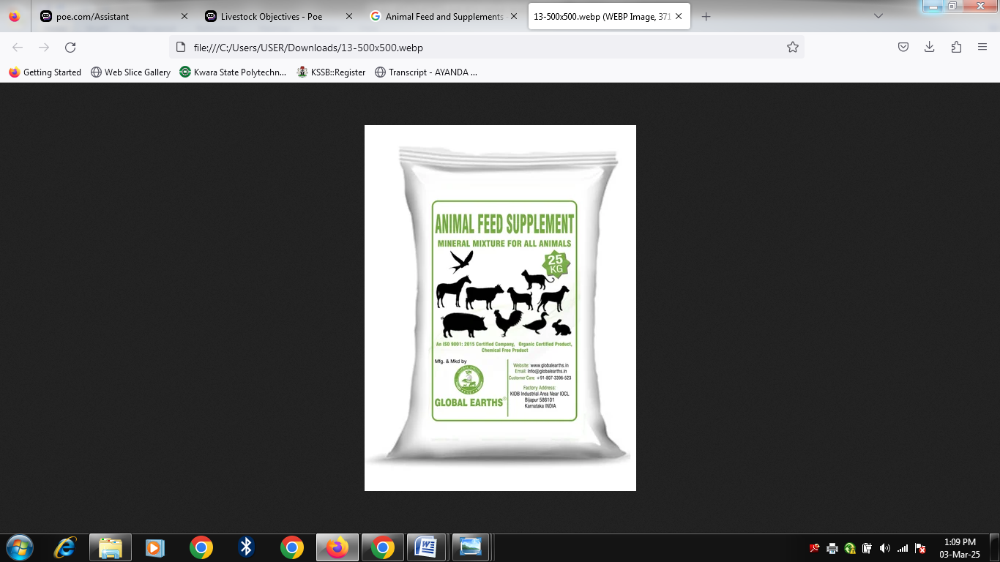 poe.com/Assistant
Livestock Objectives - Poe
Animal Feed and Supplements
13-500x500.webp (WEBP Image, 371
file:///C:/Users/USER/Downloads/13-500x500.webp
Getting Started
Web Slice Gallery
Kwara State Polytechn...
KSSB::Register
Transcript - AYANDA ...
ANIMAL FEED SUPPLEMENT
MINERAL MIXTURE FOR ALL ANIMALS
25
KG
An ISO 9001: 2015 Certified Company, Organic Certified Product,
Chemical Free Product
Mfg. & Mkd by
GLOBAL EARTHS®
Website: www.globalearths.in
Email: Info@globalearths.in
Customer Care: +91-807-3396-523
Factory Address:
KIDB Industrial Area Near IOCL
Bijapur 586101
Karnataka INDIA
1:09 PM
03-Mar-25